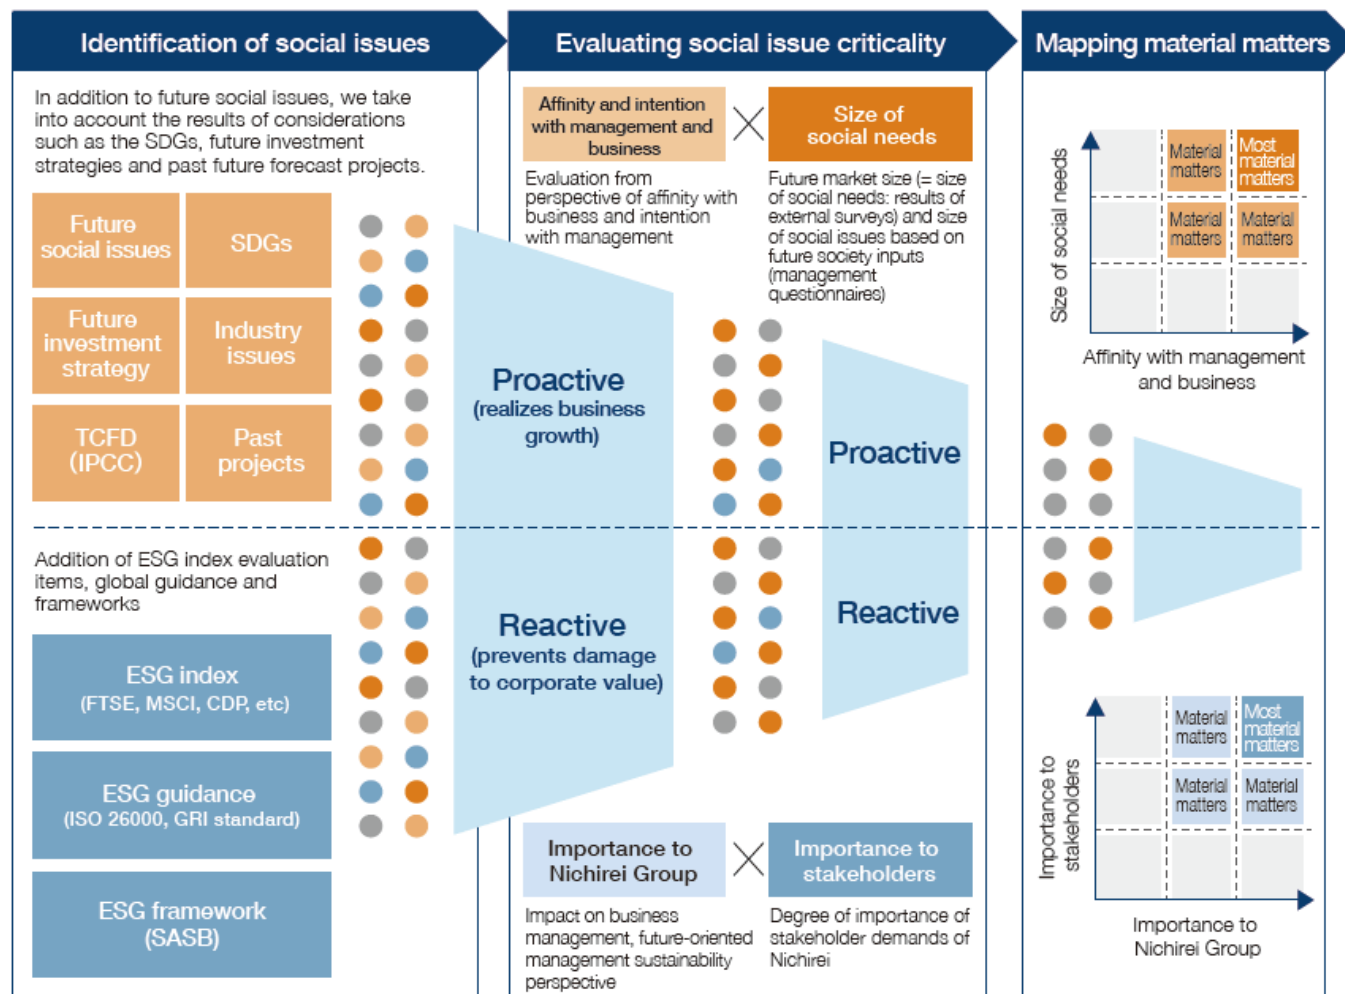 Identification of social issues
Evaluating social issue criticality
Mapping material matters
In addition to future social issues, we take
into account the results of considerations
such as the SDGs, future investment
strategies and past future forecast projects.
Future
social issues
SDGs
Future
investment
strategy
Industry
issues
TCFD
(IPCC)
Past
projects
Addition of ESG index evaluation
items, global guidance and
frameworks
ESG index
(FTSE, MSCI, CDP, etc)
ESG guidance
(ISO 26000, GRI standard)
ESG framework
(SASB)
Proactive
(realizes business
growth)
Reactive
(prevents damage
to corporate value)
Affinity and intention
with management and
business
Size of
social needs
Evaluation from
perspective of affinity with
business and intention
with management
Future market size (= size
of social needs: results of
external surveys) and size
of social issues based on
future society inputs
(management
questionnaires)
Proactive
Reactive
Importance to
Nichirei Group
Importance to
stakeholders
Impact on business
management, future-oriented
management sustainability
perspective
Degree of importance of
stakeholder demands of
Nichirei
Size of social needs
Material
matters
Most
material
matters
Material
matters
Material
matters
Affinity with management
and business
Importance to
stakeholders
Material
matters
Most
material
matters
Material
matters
Material
matters
Importance to
Nichirei Group